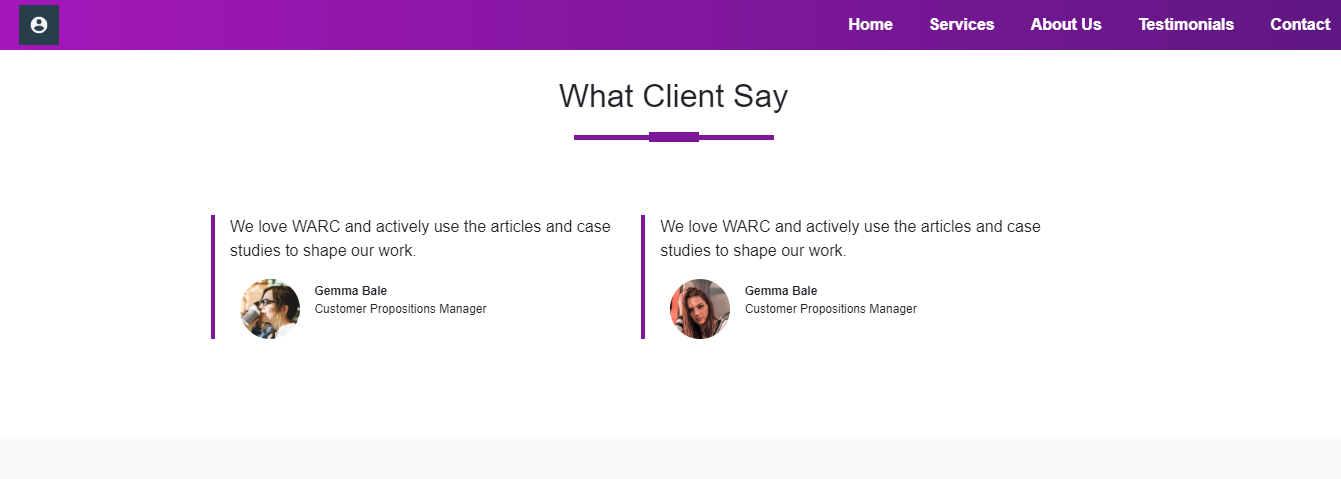 Home Services About Us Testimonials Contact
What Client Say
We love WARC and actively use the articles and case
studies to shape our work.
Gemma Bale
Customer Propositions Manager
We love WARC and actively use the articles and case
studies to shape our work.
Gemma Bale
Customer Propositions Manager